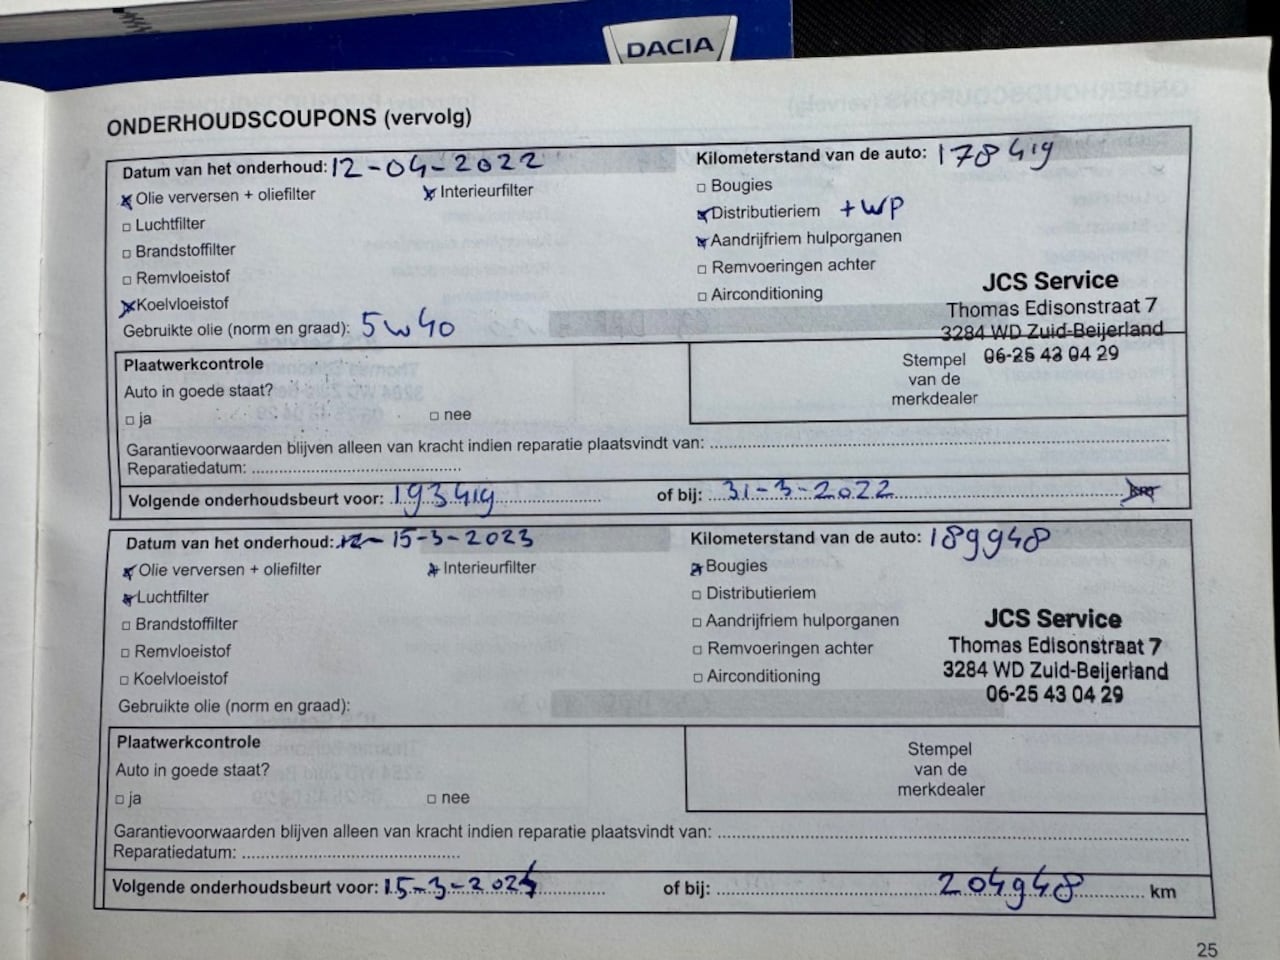 DACIA
ONDERHOUDSCOUPONS (vervolg)
Datum van het onderhoud: 12-04-2022 Kilometerstand van de auto: 178419
Olie verversen + oliefilter Interieurfilter Bougies
Luchtfilter Distributieriem + WP
Brandstoffilter Aandrijfriem hulporganen
Remvloeistof Remvoeringen achter
Koelvloeistof Airconditioning
Gebruikte olie (norm en graad): 5w40
JCS Service
Thomas Edisonstraat 7
3284 WD Zuid-Beijerland
06-25 43 04 29
Plaatwerkcontrole
Auto in goede staat?
ja nee
Stempel
van de
merkdealer
Garantievoorwaarden blijven alleen van kracht indien reparatie plaatsvindt van:
Reparatiedatum:
Volgende onderhoudsbeurt voor: 193419 of bij: 31-3-2022 km
Datum van het onderhoud: 12- 15-3-2023 Kilometerstand van de auto: 189948
Olie verversen + oliefilter Interieurfilter Bougies
Luchtfilter Distributieriem
Brandstoffilter Aandrijfriem hulporganen
Remvloeistof Remvoeringen achter
Koelvloeistof Airconditioning
Gebruikte olie (norm en graad):
JCS Service
Thomas Edisonstraat 7
3284 WD Zuid-Beijerland
06-25 43 04 29
Plaatwerkcontrole
Auto in goede staat?
ja nee
Stempel
van de
merkdealer
Garantievoorwaarden blijven alleen van kracht indien reparatie plaatsvindt van:
Reparatiedatum:
Volgende onderhoudsbeurt voor: 15-3-2024 of bij: 204948 km
25